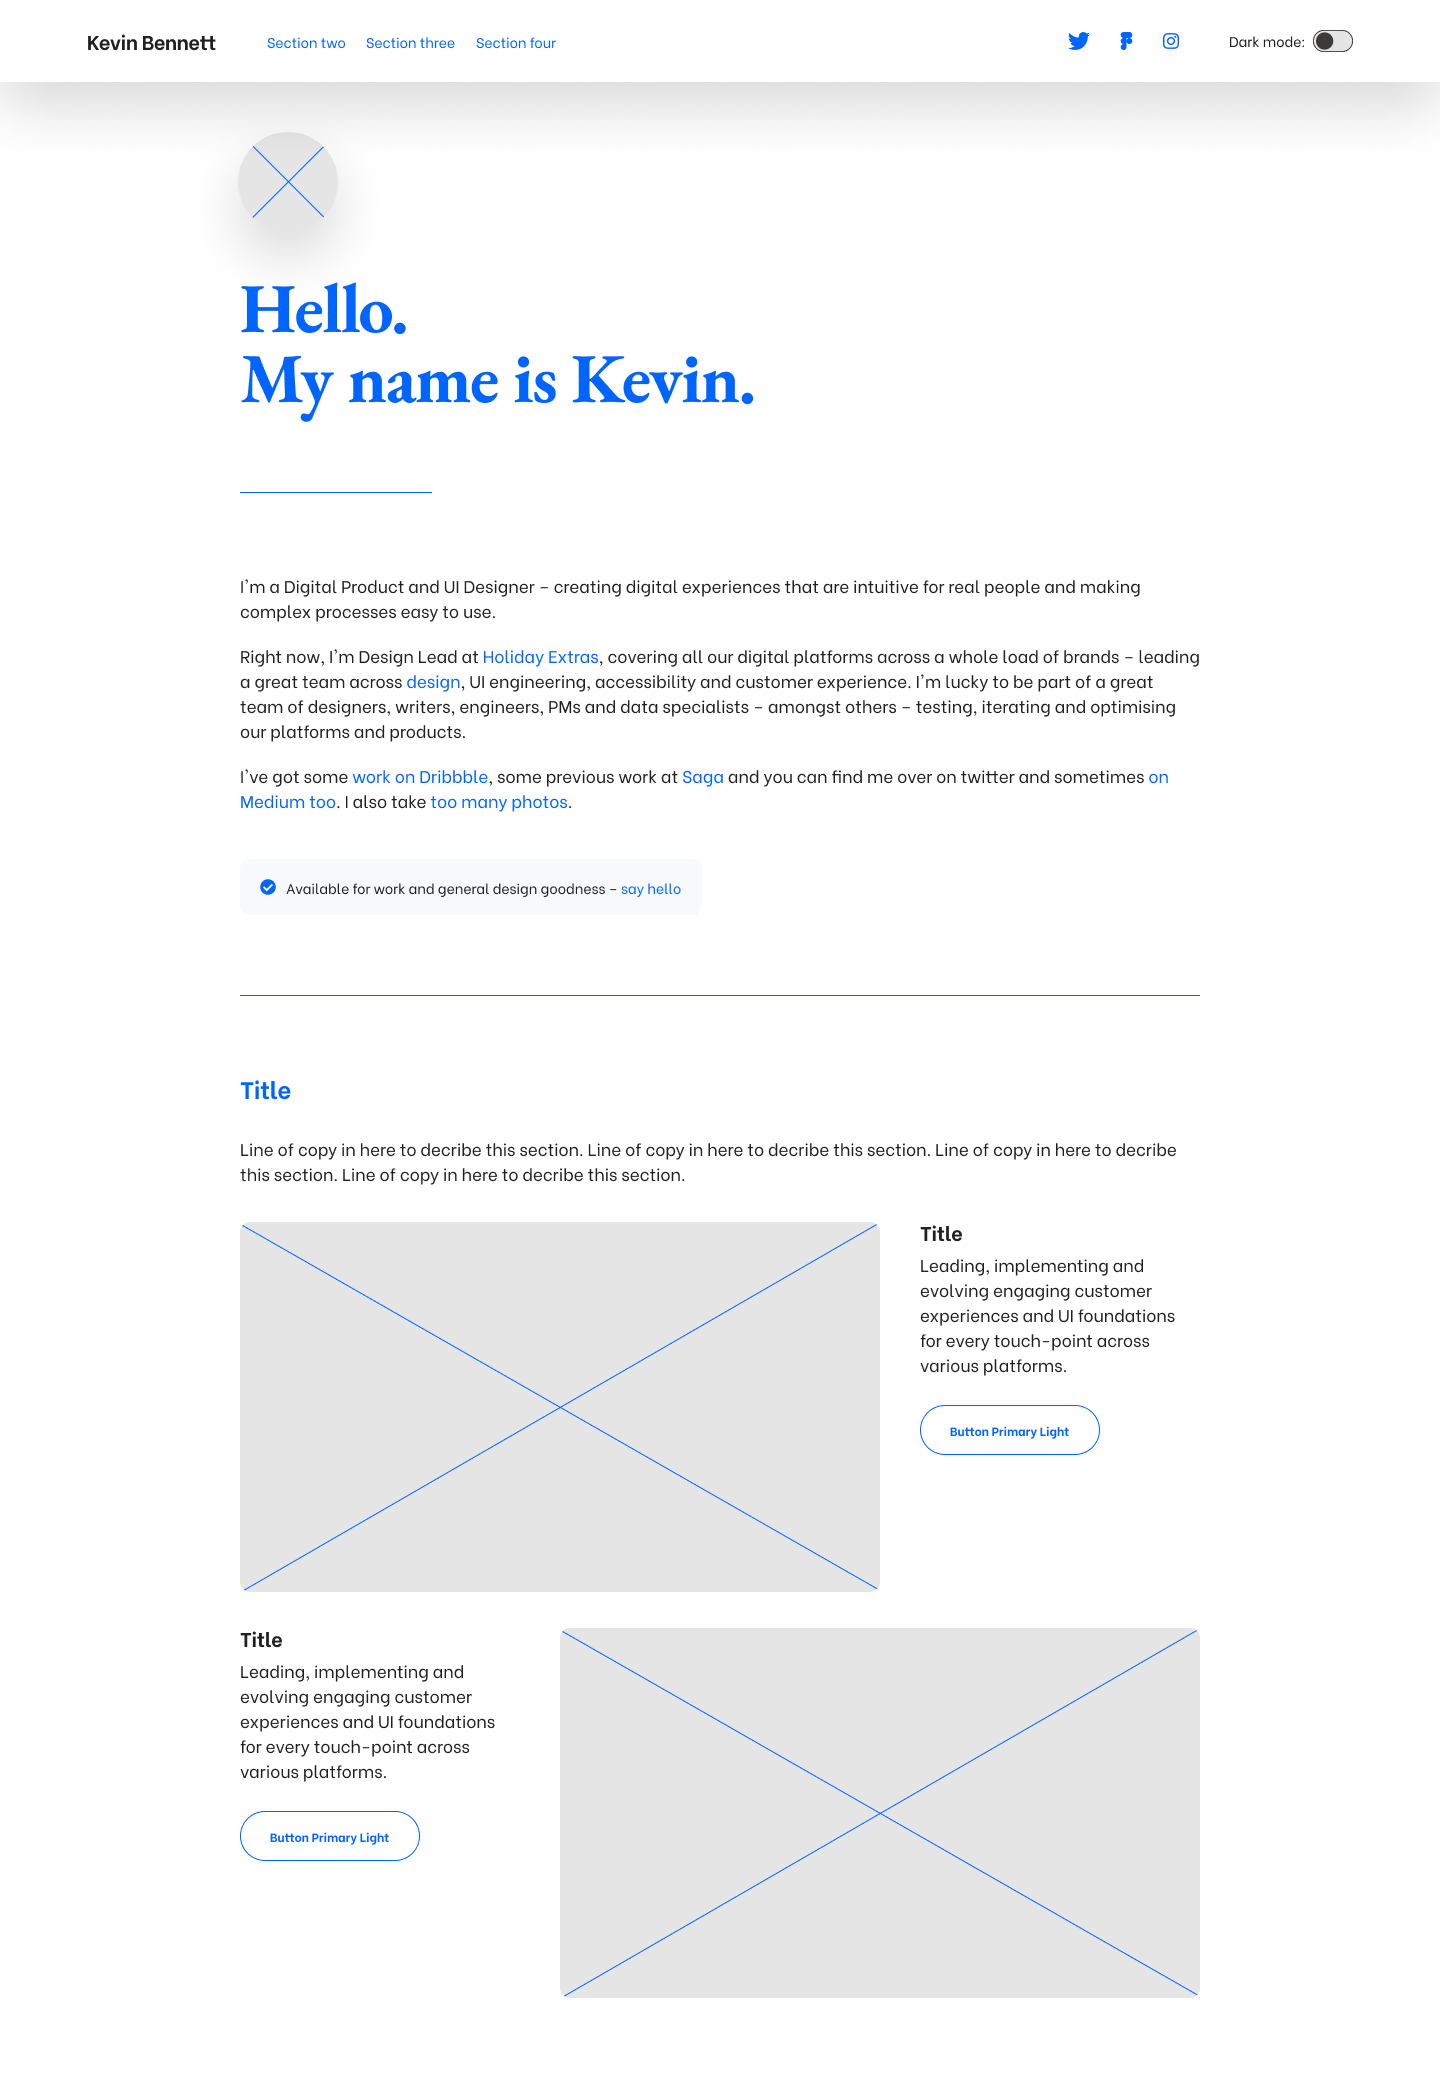 Kevin Bennett
Section two
Section three
Section four
Dark mode:
Hello.
My name is Kevin.
I'm a Digital Product and UI Designer – creating digital experiences that are intuitive for real people and making
complex processes easy to use.
Right now, I'm Design Lead at Holiday Extras, covering all our digital platforms across a whole load of brands – leading
a great team across design, UI engineering, accessibility and customer experience. I'm lucky to be part of a great
team of designers, writers, engineers, PMs and data specialists – amongst others – testing, iterating and optimising
our platforms and products.
I've got some work on Dribbble, some previous work at Saga and you can find me over on twitter and sometimes on
Medium too. I also take too many photos.
Available for work and general design goodness – say hello
Title
Line of copy in here to decribe this section. Line of copy in here to decribe this section. Line of copy in here to decribe
this section. Line of copy in here to decribe this section.
Title
Leading, implementing and
evolving engaging customer
experiences and UI foundations
for every touch-point across
various platforms.
Button Primary Light
Title
Leading, implementing and
evolving engaging customer
experiences and UI foundations
for every touch-point across
various platforms.
Button Primary Light